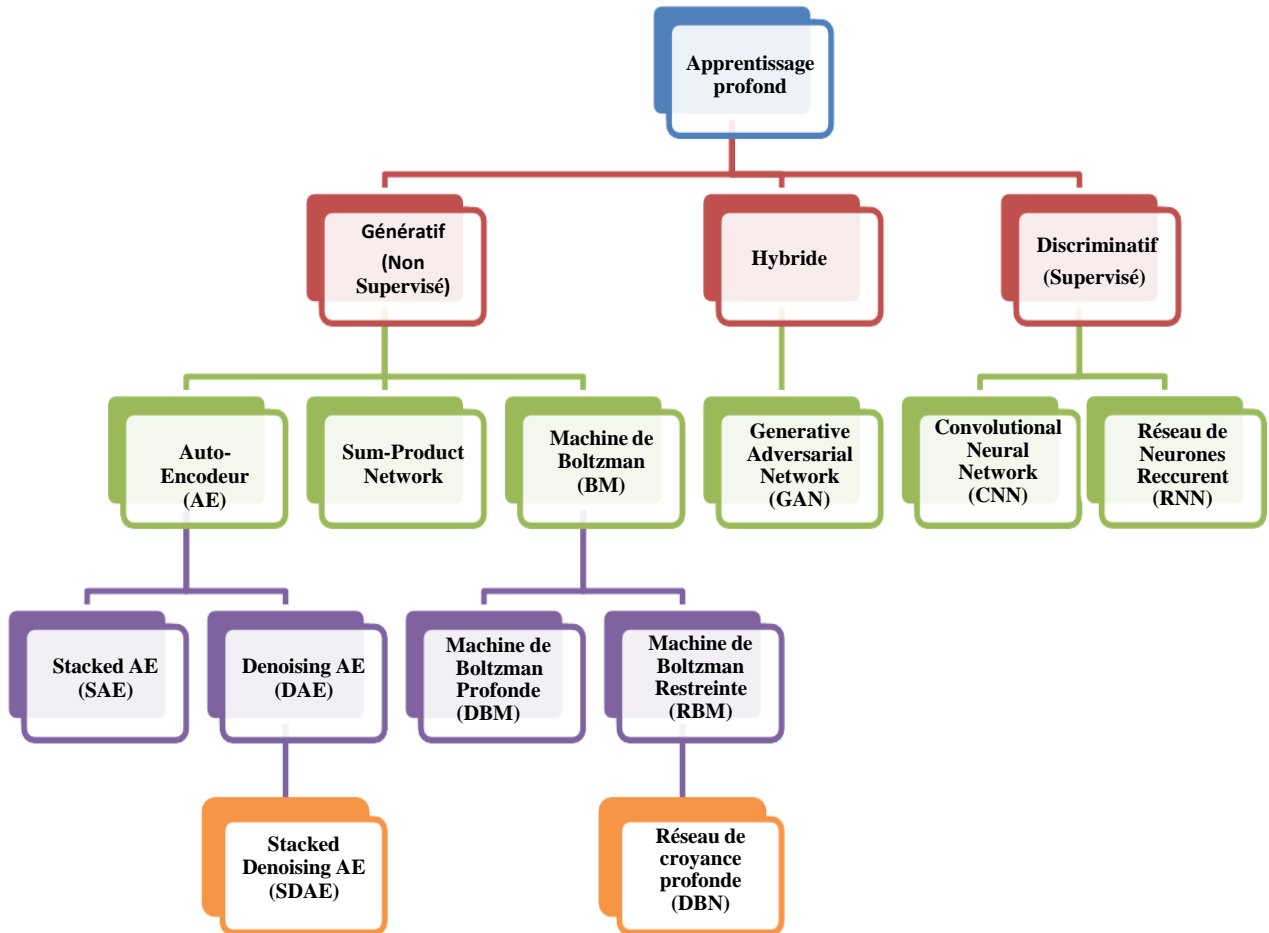 Apprentissage
profond
Génératif
(Non
Supervisé)
Hybride
Discriminatif
(Supervisé)
Auto-
Encodeur
(AE)
Sum-Product
Network
Machine de
Boltzman
(BM)
Generative
Adversarial
Network
(GAN)
Convolutional
Neural
Network
(CNN)
Réseau de
Neurones
Reccurent
(RNN)
Stacked AE
(SAE)
Denoising AE
(DAE)
Machine de
Boltzman
Profonde
(DBM)
Machine de
Boltzman
Restreinte
(RBM)
Stacked
Denoising AE
(SDAE)
Réseau de
croyance
profonde
(DBN)